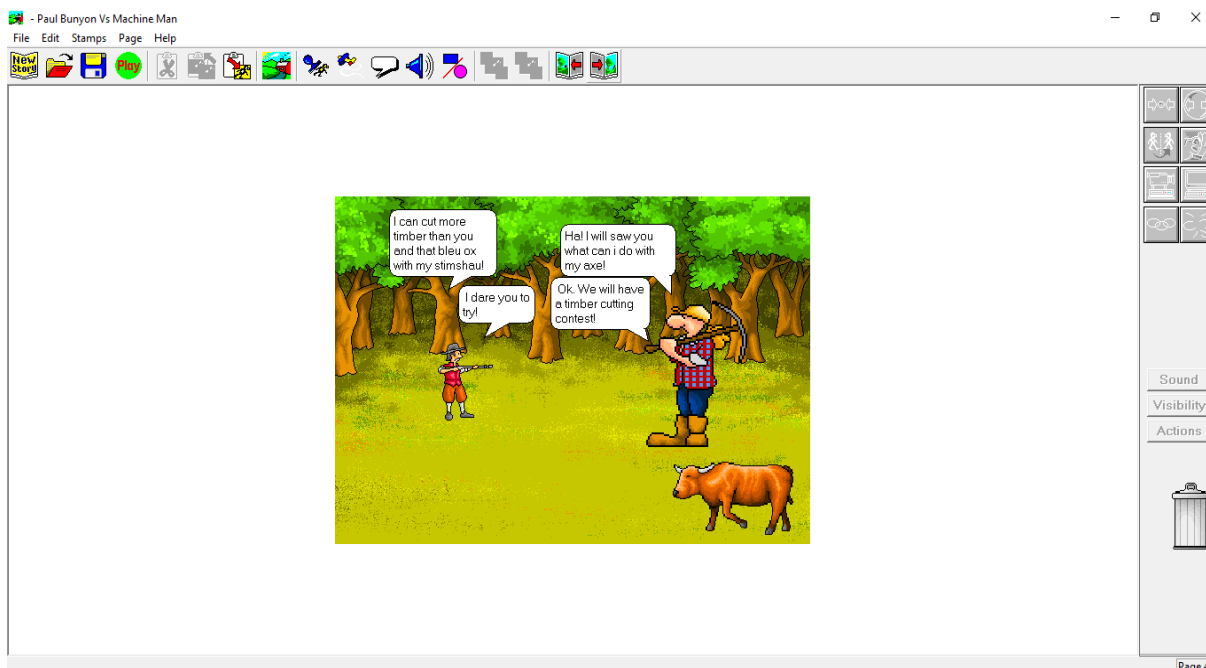 - Paul Bunyon Vs Machine Man
File Edit Stamps Page Help
New Story
Play
I can cut more
timber than you
and that bleu ox
with my stimshau!
Ha! I will saw you
what can i do with
my axe!
I dare you to
try!
Ok. We will have
a timber cutting
contest!
Sound
Visibility
Actions
Page